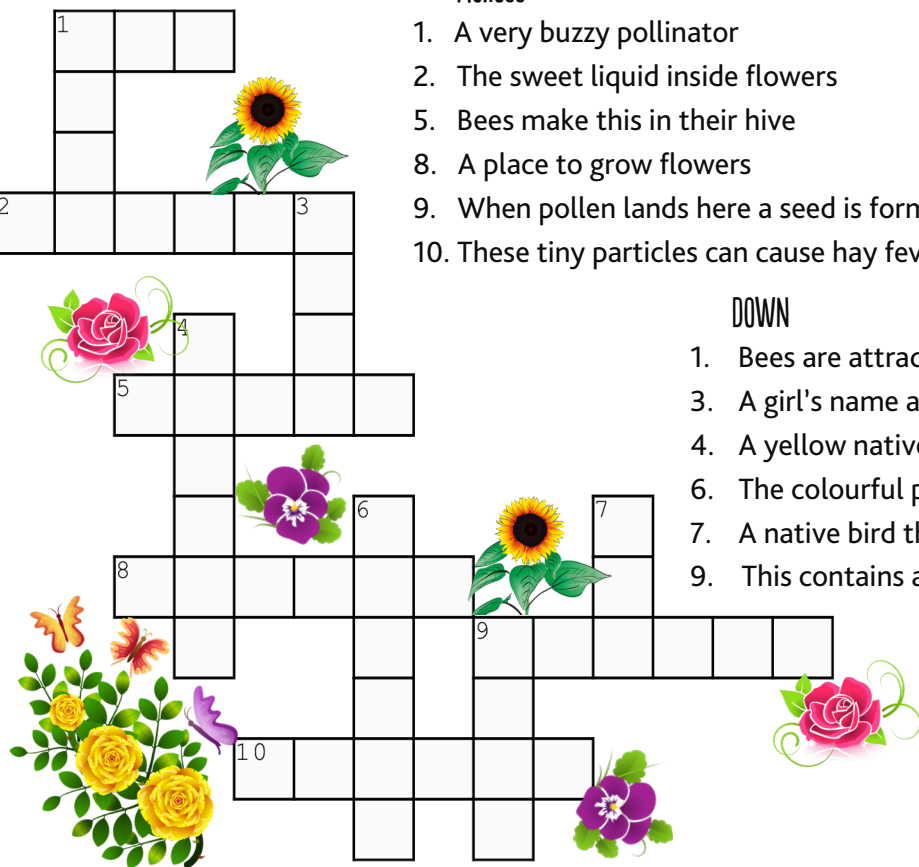 1. A very buzzy pollinator
2. The sweet liquid inside flowers
5. Bees make this in their hive
8. A place to grow flowers
9. When pollen lands here a seed is form
10. These tiny particles can cause hay fev
DOWN
1. Bees are attrac
3. A girl's name a
4. A yellow native
6. The colourful p
7. A native bird th
9. This contains a
1
2 3
4
5
6 7
8
9
10